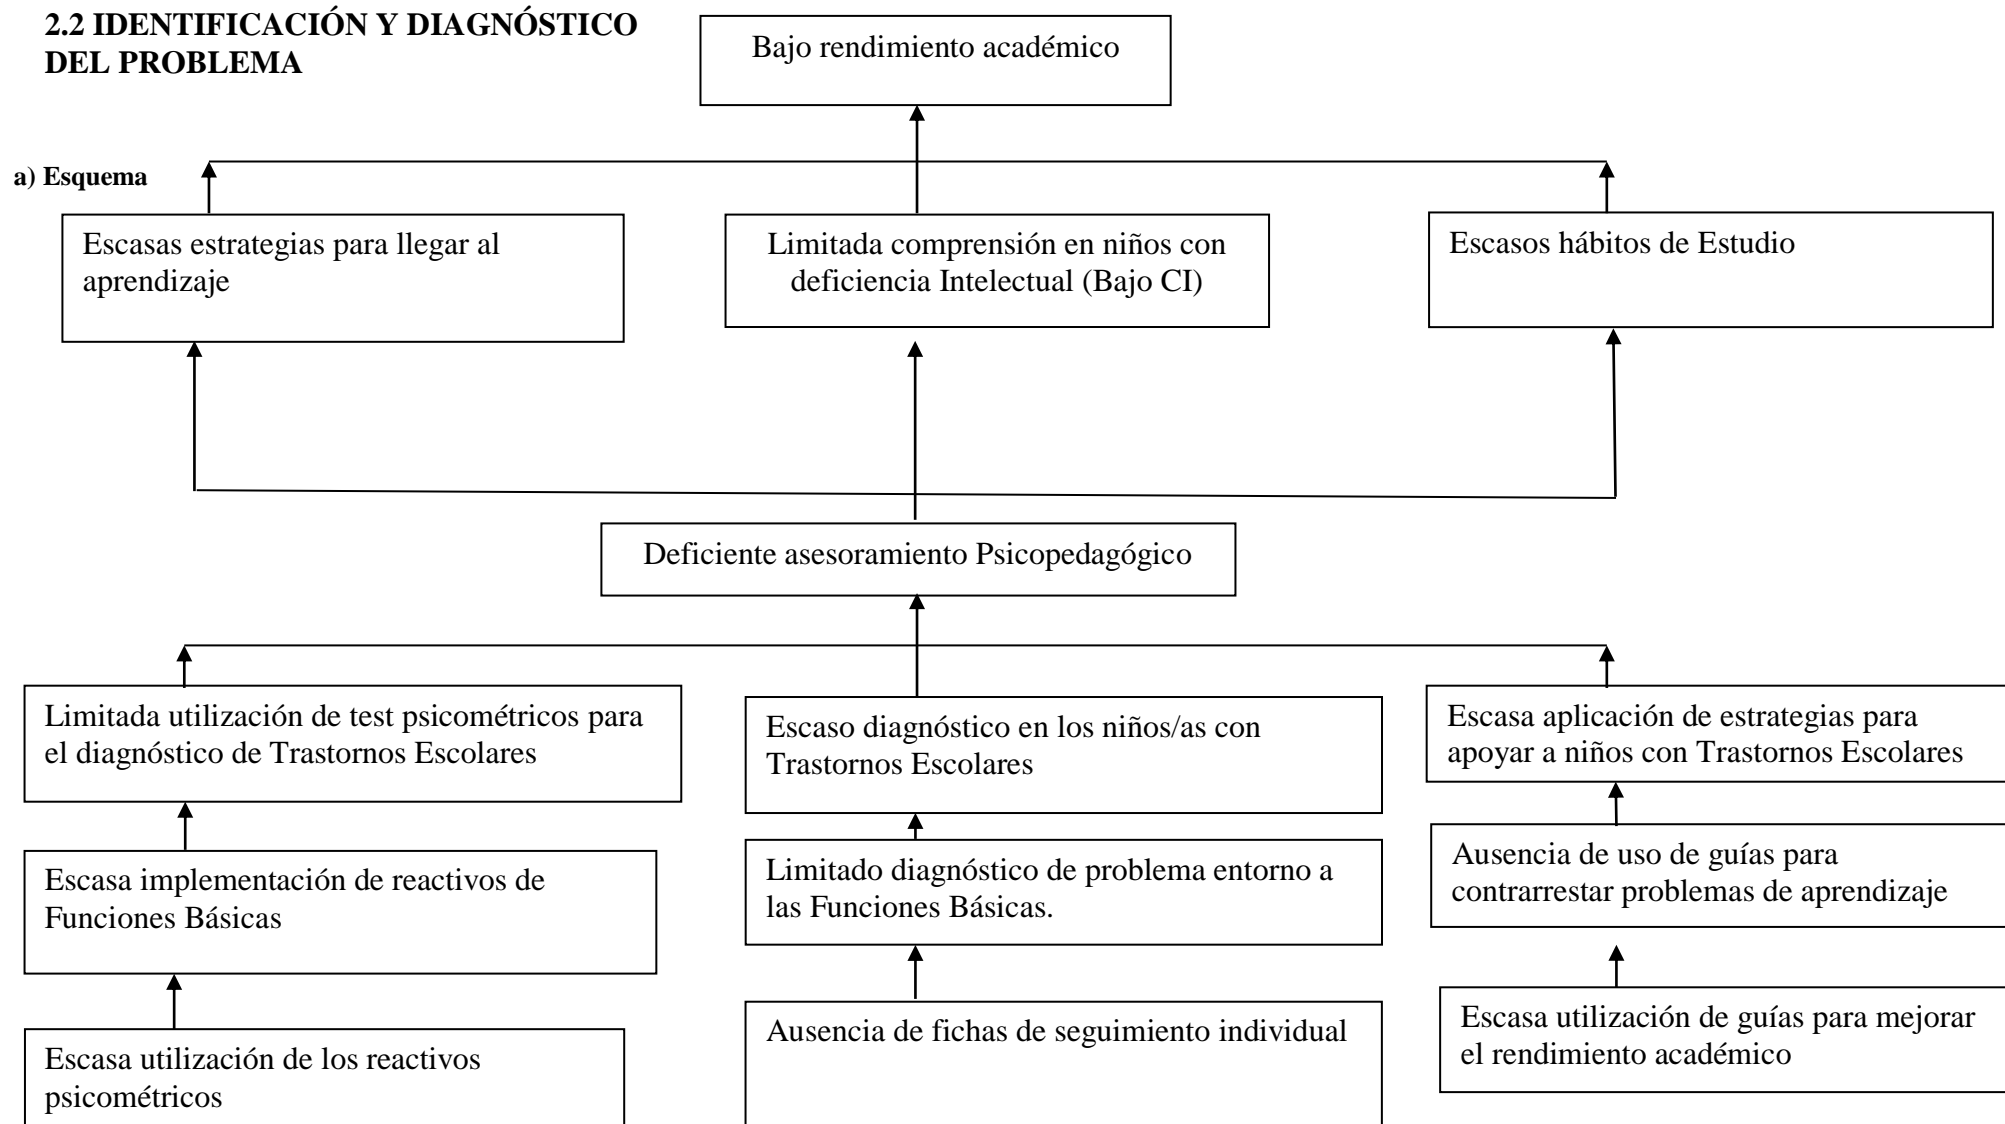 2.2 IDENTIFICACIÓN Y DIAGNÓSTICO
DEL PROBLEMA
Bajo rendimiento académico
a) Esquema
Escasas estrategias para llegar al
aprendizaje
Limitada comprensión en niños con
deficiencia Intelectual (Bajo CI)
Escasos hábitos de Estudio
Deficiente asesoramiento Psicopedagógico
Limitada utilización de test psicométricos para
el diagnóstico de Trastornos Escolares
Escaso diagnóstico en los niños/as con
Trastornos Escolares
Escasa aplicación de estrategias para
apoyar a niños con Trastornos Escolares
Escasa implementación de reactivos de
Funciones Básicas
Limitado diagnóstico de problema entorno a
las Funciones Básicas.
Ausencia de uso de guías para
contrarrestar problemas de aprendizaje
Escasa utilización de los reactivos
psicométricos
Ausencia de fichas de seguimiento individual
Escasa utilización de guías para mejorar
el rendimiento académico